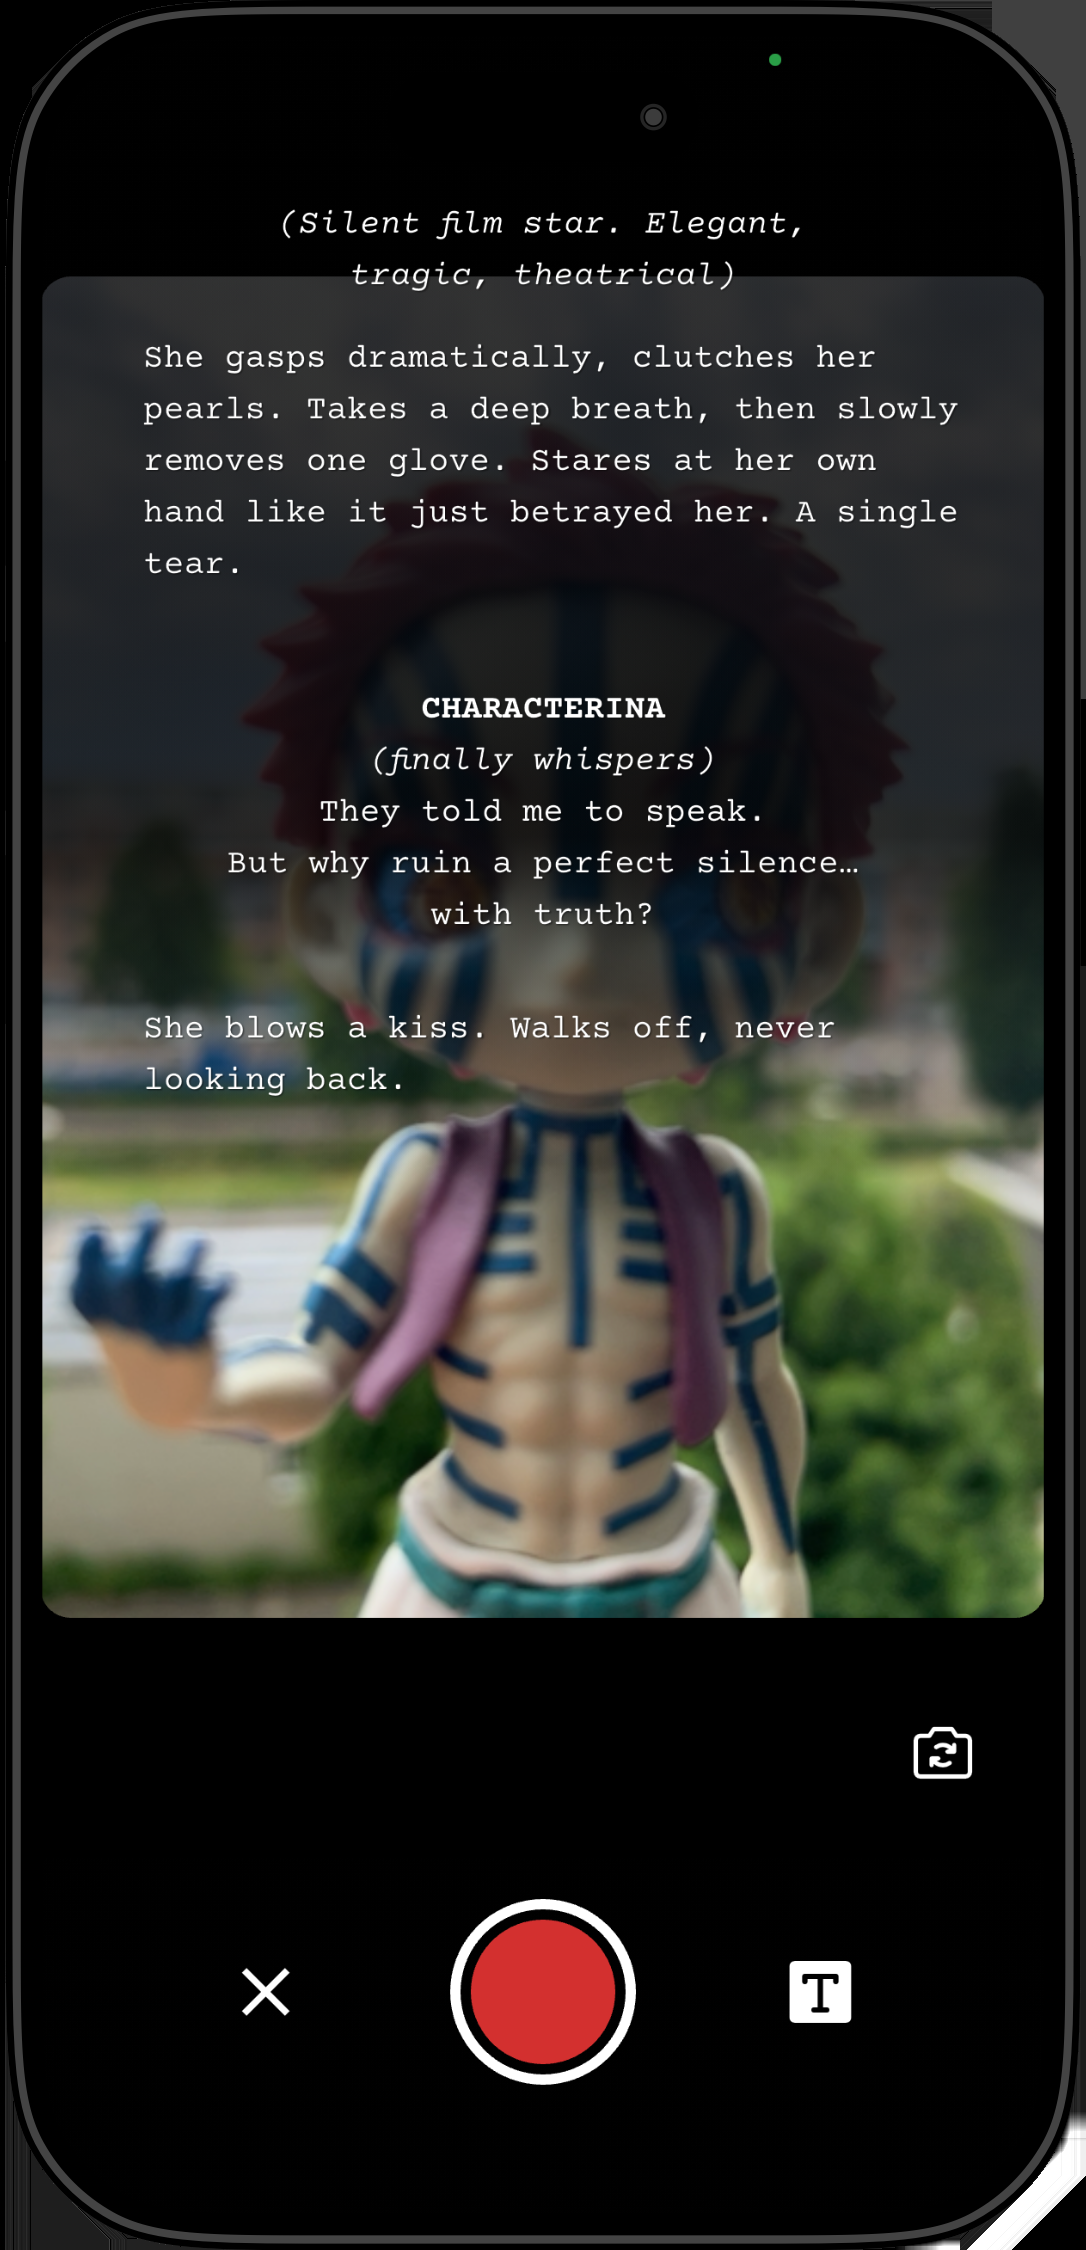 (Silent film star. Elegant,
tragic, theatrical)
She gasps dramatically, clutches her
pearls. Takes a deep breath, then slowly
removes one glove. Stares at her own
hand like it just betrayed her. A single
tear.
CHARACTERINA
(finally whispers)
They told me to speak.
But why ruin a perfect silence…
with truth?
She blows a kiss. Walks off, never
looking back.
T